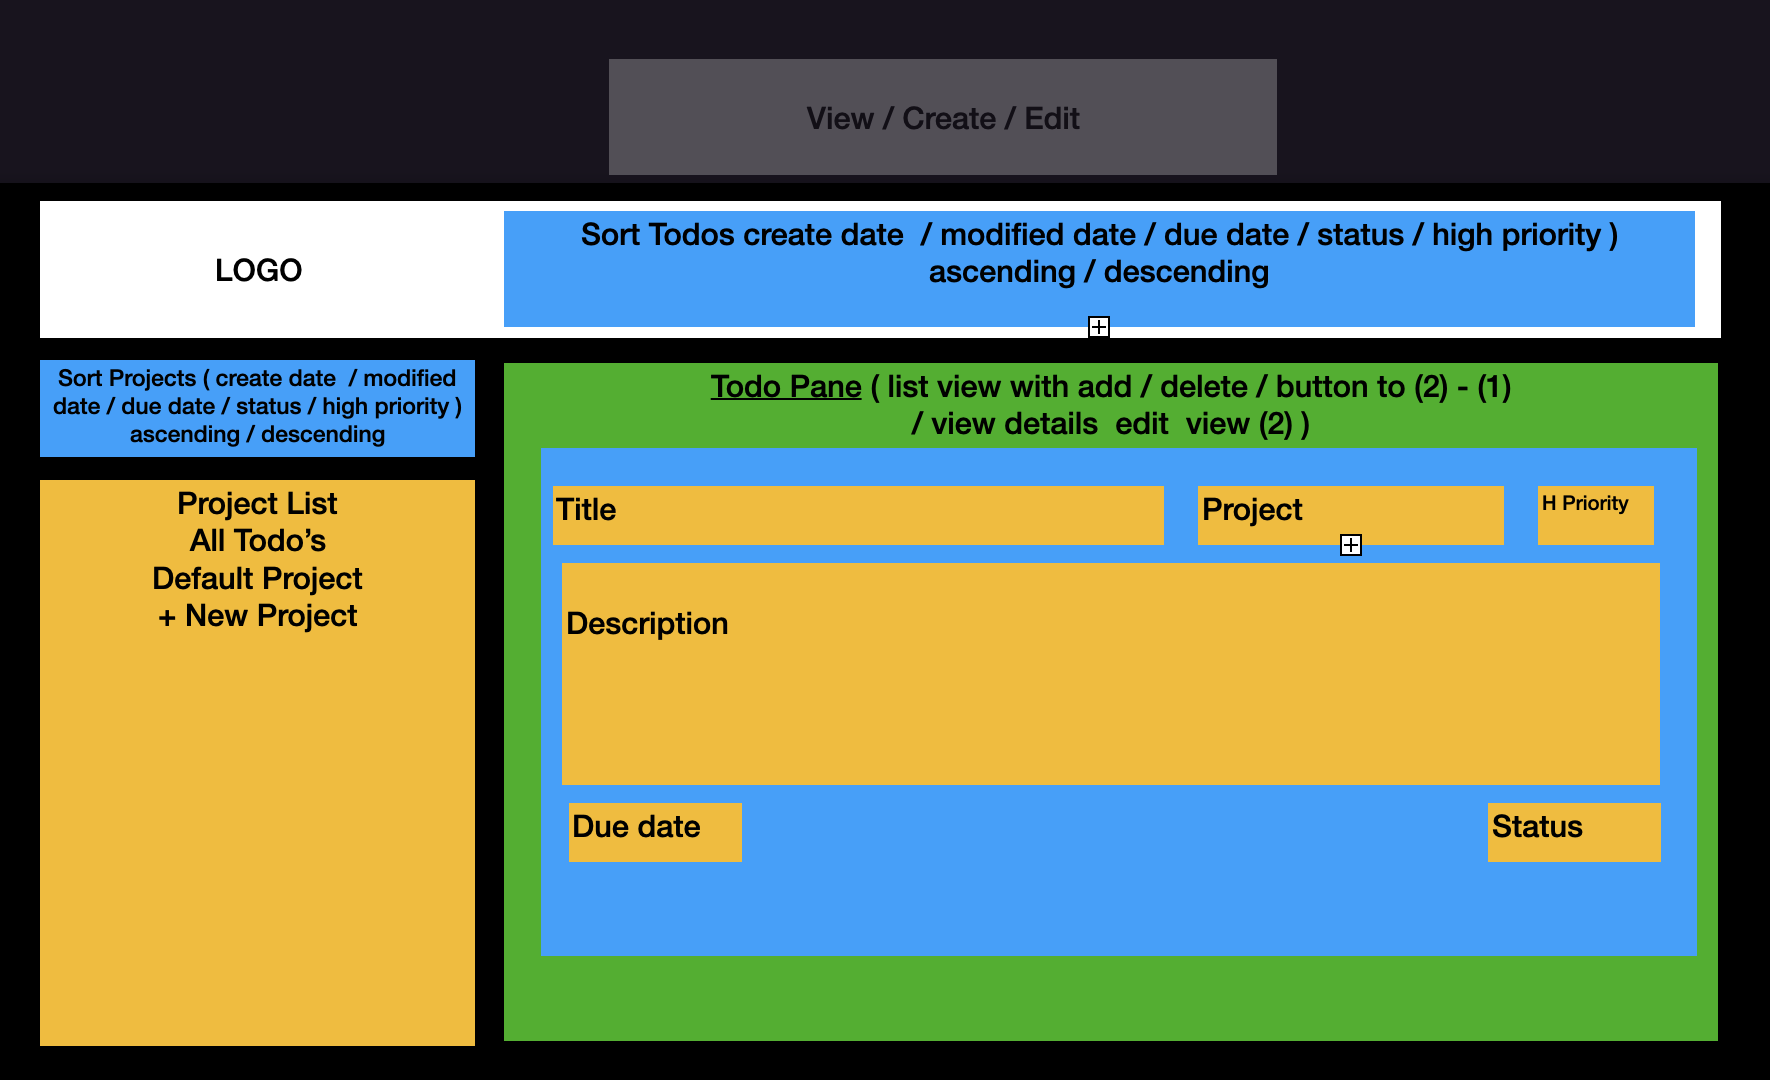 View / Create / Edit
LOGO
Sort Todos create date  / modified date / due date / status / high priority )
ascending / descending
Sort Projects ( create date  / modified
date / due date / status / high priority )
ascending / descending
Project List
All Todo’s
Default Project
+ New Project
Todo Pane ( list view with add / delete / button to (2) - (1)
/ view details  edit  view (2) )
Title
Project
H Priority
Description
Due date
Status